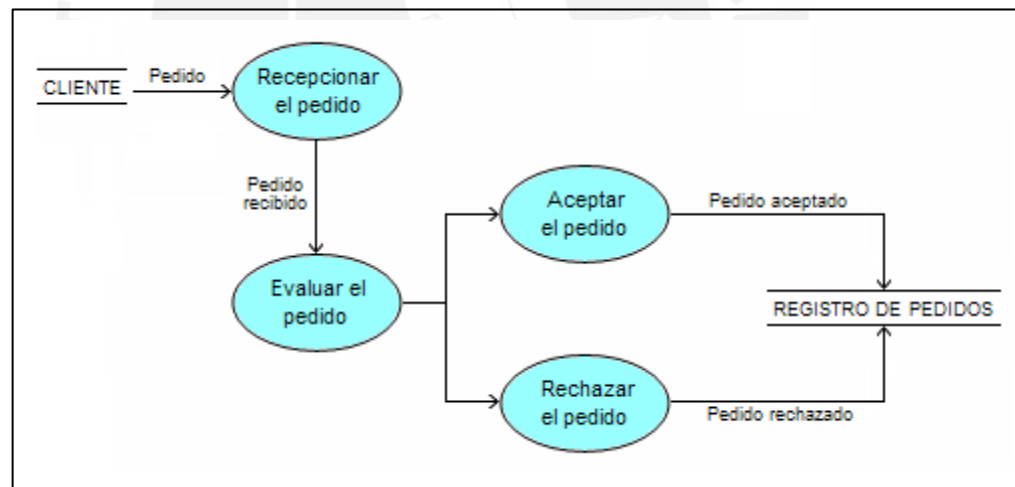 Pedido
CLIENTE
Recepcionar
el pedido
Pedido
recibido
Aceptar
el pedido
Pedido aceptado
Evaluar el
pedido
REGISTRO DE PEDIDOS
Rechazar
el pedido
Pedido rechazado